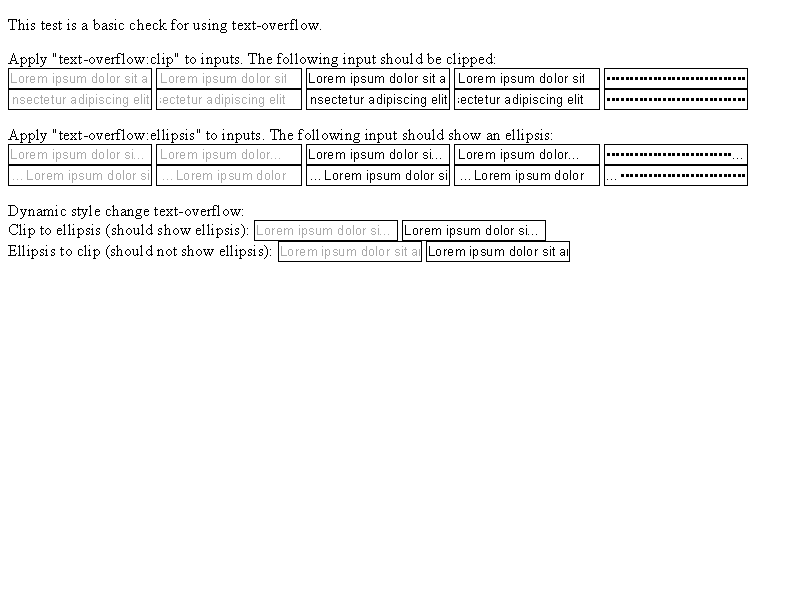 This test is a basic check for using text-overflow.
Apply "text-overflow:clip" to inputs. The following input should be clipped:
Lorem ipsum dolor sit a Lorem ipsum dolor sit Lorem ipsum dolor sit a Lorem ipsum dolor sit ••••••••••••••••••••••••••
nsectetur adipiscing elit ectetur adipiscing elit nsectetur adipiscing elit ectetur adipiscing elit ••••••••••••••••••••••••••
Apply "text-overflow:ellipsis" to inputs. The following input should show an ellipsis:
Lorem ipsum dolor si... Lorem ipsum dolor... Lorem ipsum dolor si... Lorem ipsum dolor... •••••••••••••••••••••••...
... Lorem ipsum dolor si ... Lorem ipsum dolor ... Lorem ipsum dolor si ... Lorem ipsum dolor ... •••••••••••••••••••••••
Dynamic style change text-overflow:
Clip to ellipsis (should show ellipsis): Lorem ipsum dolor si... Lorem ipsum dolor si...
Ellipsis to clip (should not show ellipsis): Lorem ipsum dolor sit a Lorem ipsum dolor sit a